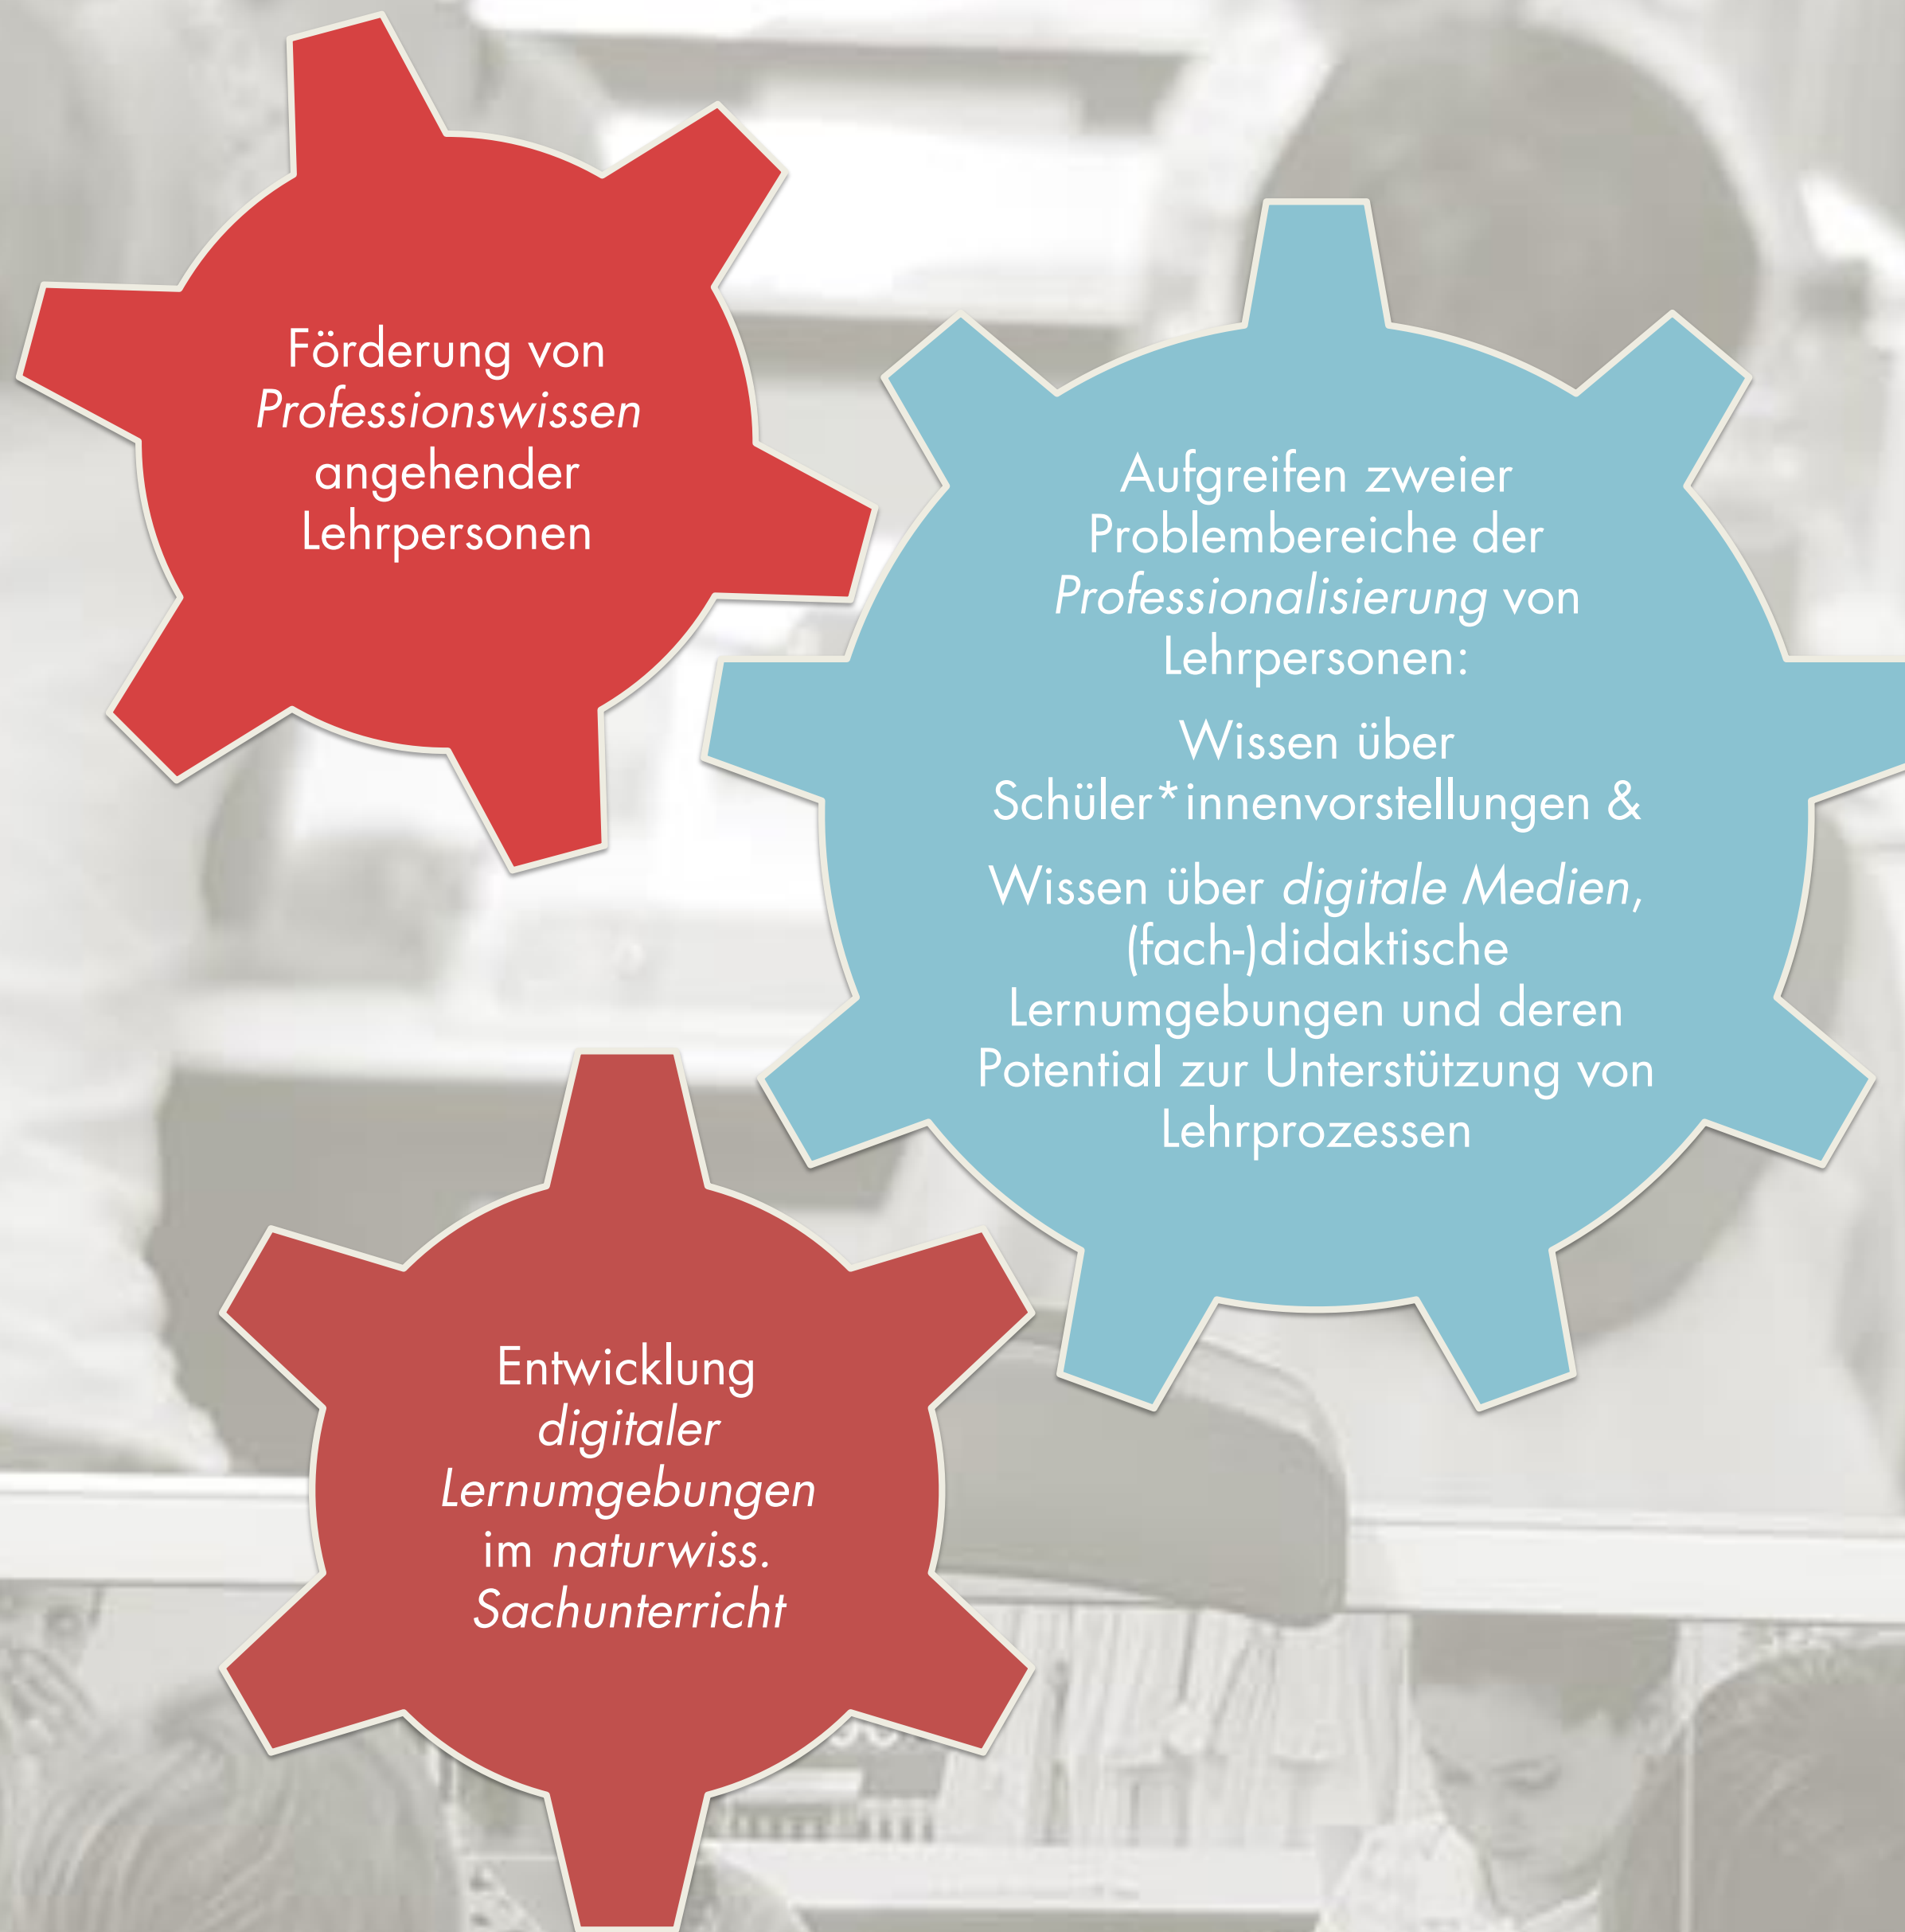 Förderung von
Professionswissen
angehender
Lehrpersonen
Aufgreifen zweier
Problembereiche der
Professionalisierung von
Lehrpersonen:
Wissen über
Schüler*innenvorstellungen &
Wissen über digitale Medien,
(fach-)didaktische
Lernumgebungen und deren
Potential zur Unterstützung von
Lehrprozessen
Entwicklung
digitaler
Lernumgebungen
im naturwiss.
Sachunterricht